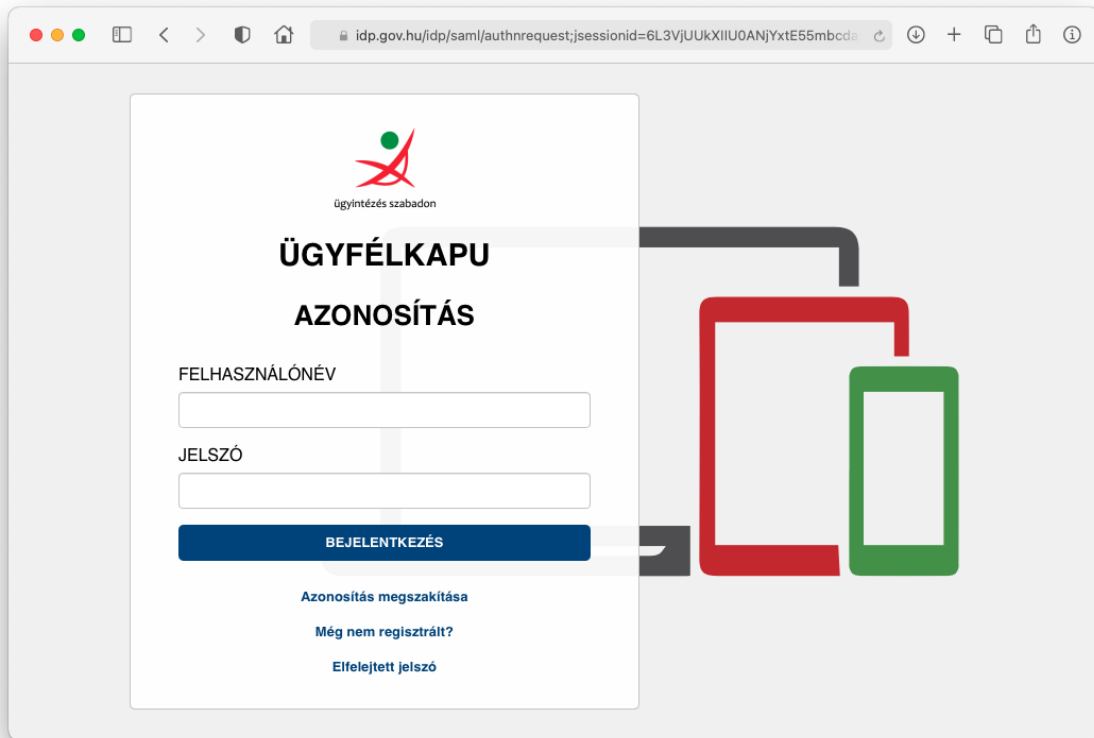 idp.gov.hu/idp/saml/authnrequest;jsessionid=6L3VjUUkXIIU0ANjYxtE55mbcda
ügyintézés szabadon
ÜGYFÉLKAPU
AZONOSÍTÁS
FELHASZNÁLÓNÉV
JELSZÓ
BEJELENTKEZÉS
Azonosítás megszakítása
Még nem regisztrált?
Elfelejtett jelszó